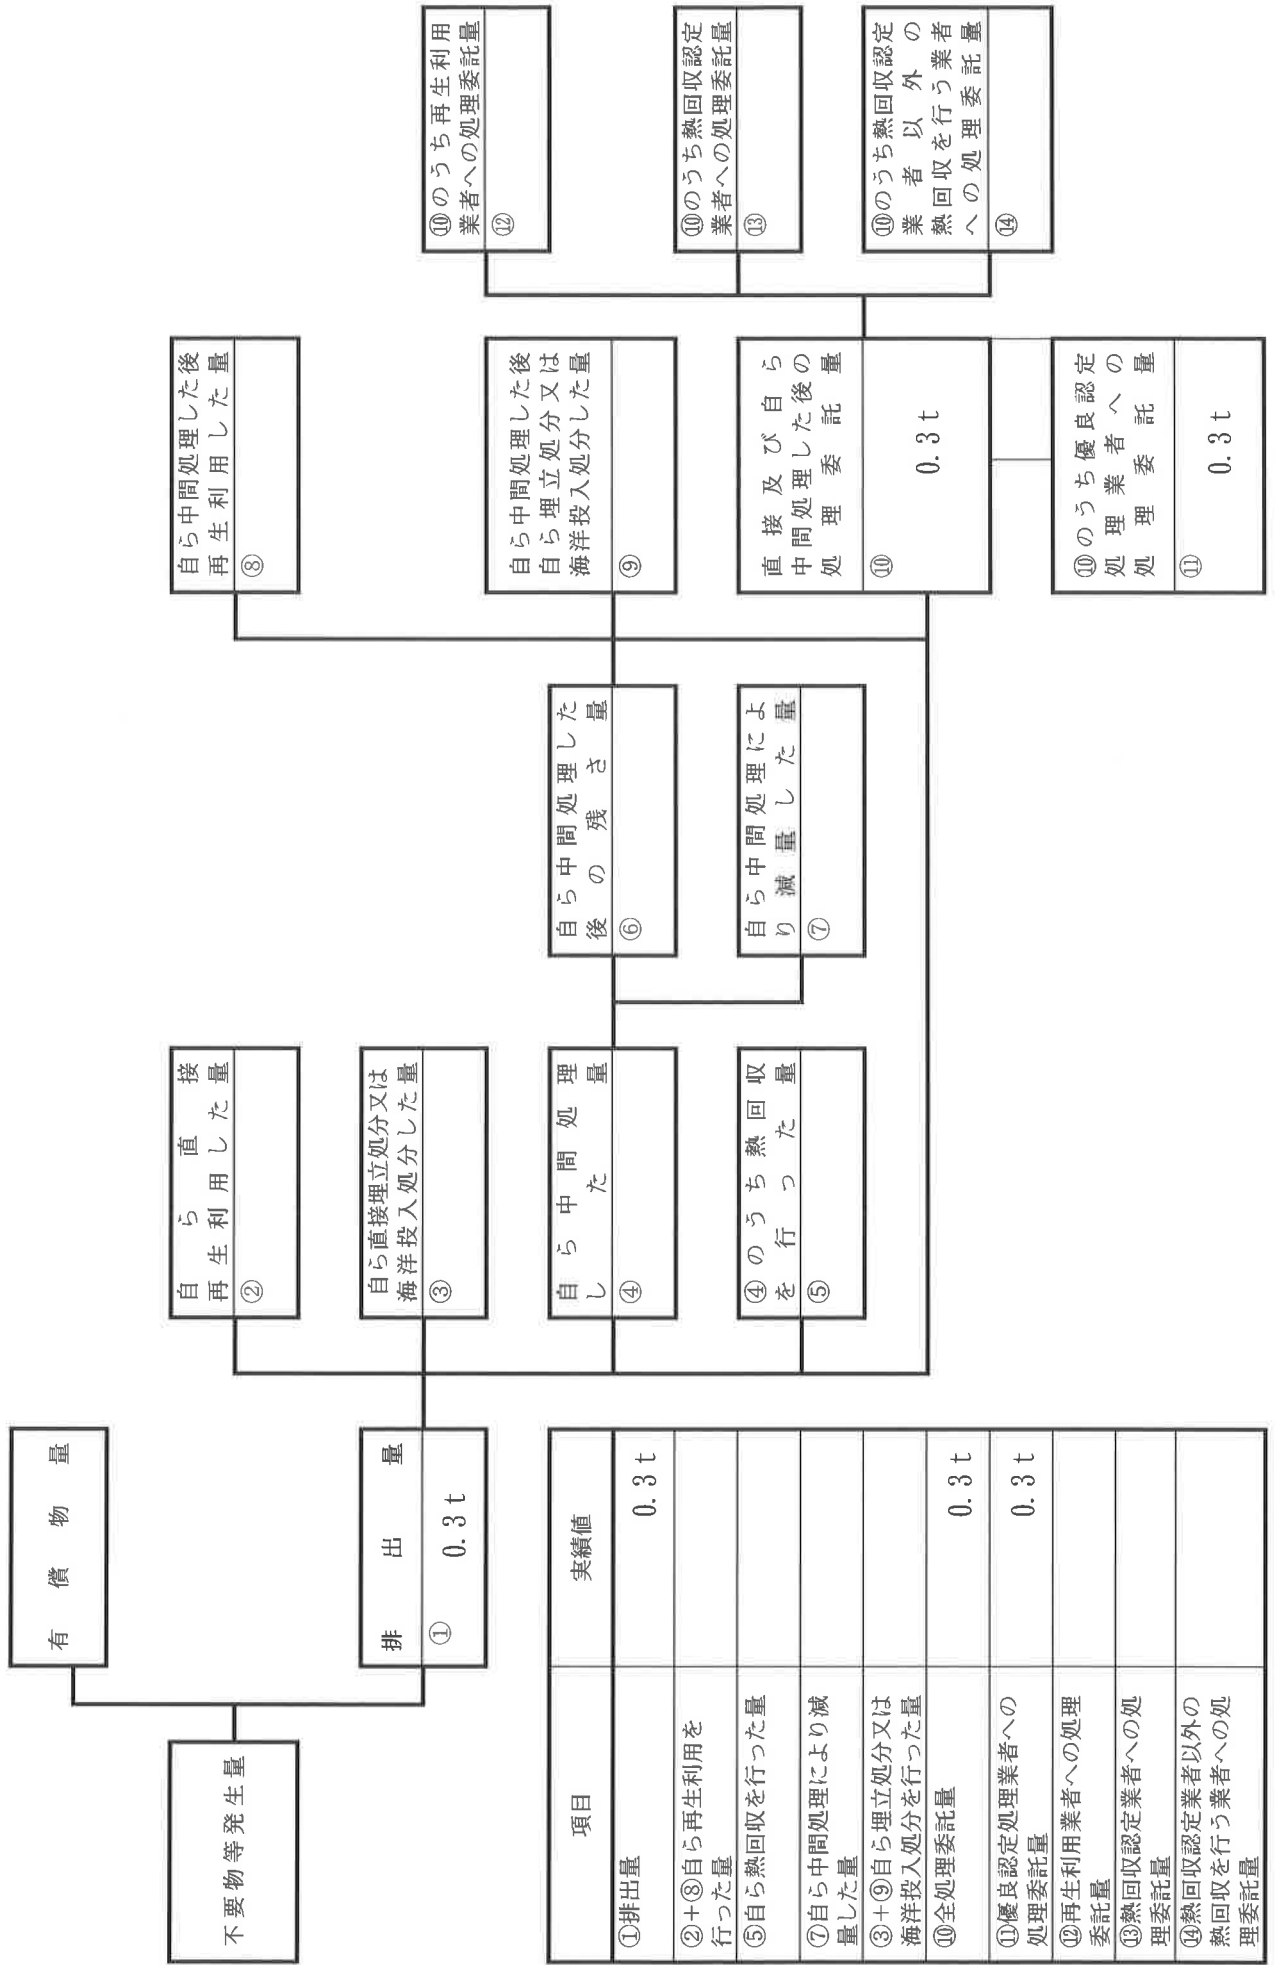 有償物量
不要物等発生量
排出量
①
0.3t
自ら直接
再生利用した量
②
自ら直接埋立処分又は
海洋投入処分した量
③
自ら中間処理
した量
④
④のうち熱回収
を行った量
⑤
自ら中間処理した
後の残さ量
⑥
自ら中間処理によ
り減量した量
⑦
自ら中間処理した後
再生利用した量
⑧
自ら中間処理した後
自ら埋立処分又は
海洋投入処分した量
⑨
直接及び自ら
中間処理した後の
処理委託量
⑩
0.3t
⑩のうち優良認定
処理業者への
処理委託量
⑪
0.3t
⑩のうち再生利用
業者への処理委託量
⑫
⑩のうち熱回収認定
業者への処理委託量
⑬
⑩のうち熱回収認定
業者以外の
熱回収を行う業者
への処理委託量
⑭
項目
実績値
①排出量
0.3t
②+⑧自ら再生利用を
行った量
⑤自ら熱回収を行った量
⑦自ら中間処理により減
量した量
③+⑨自ら埋立処分又は
海洋投入処分を行った量
⑩全処理委託量
0.3t
⑪優良認定処理業者への
処理委託量
0.3t
⑫再生利用業者への処理
委託量
⑬熱回収認定業者への処
理委託量
⑭熱回収認定業者以外の
熱回収を行う業者への処
理委託量